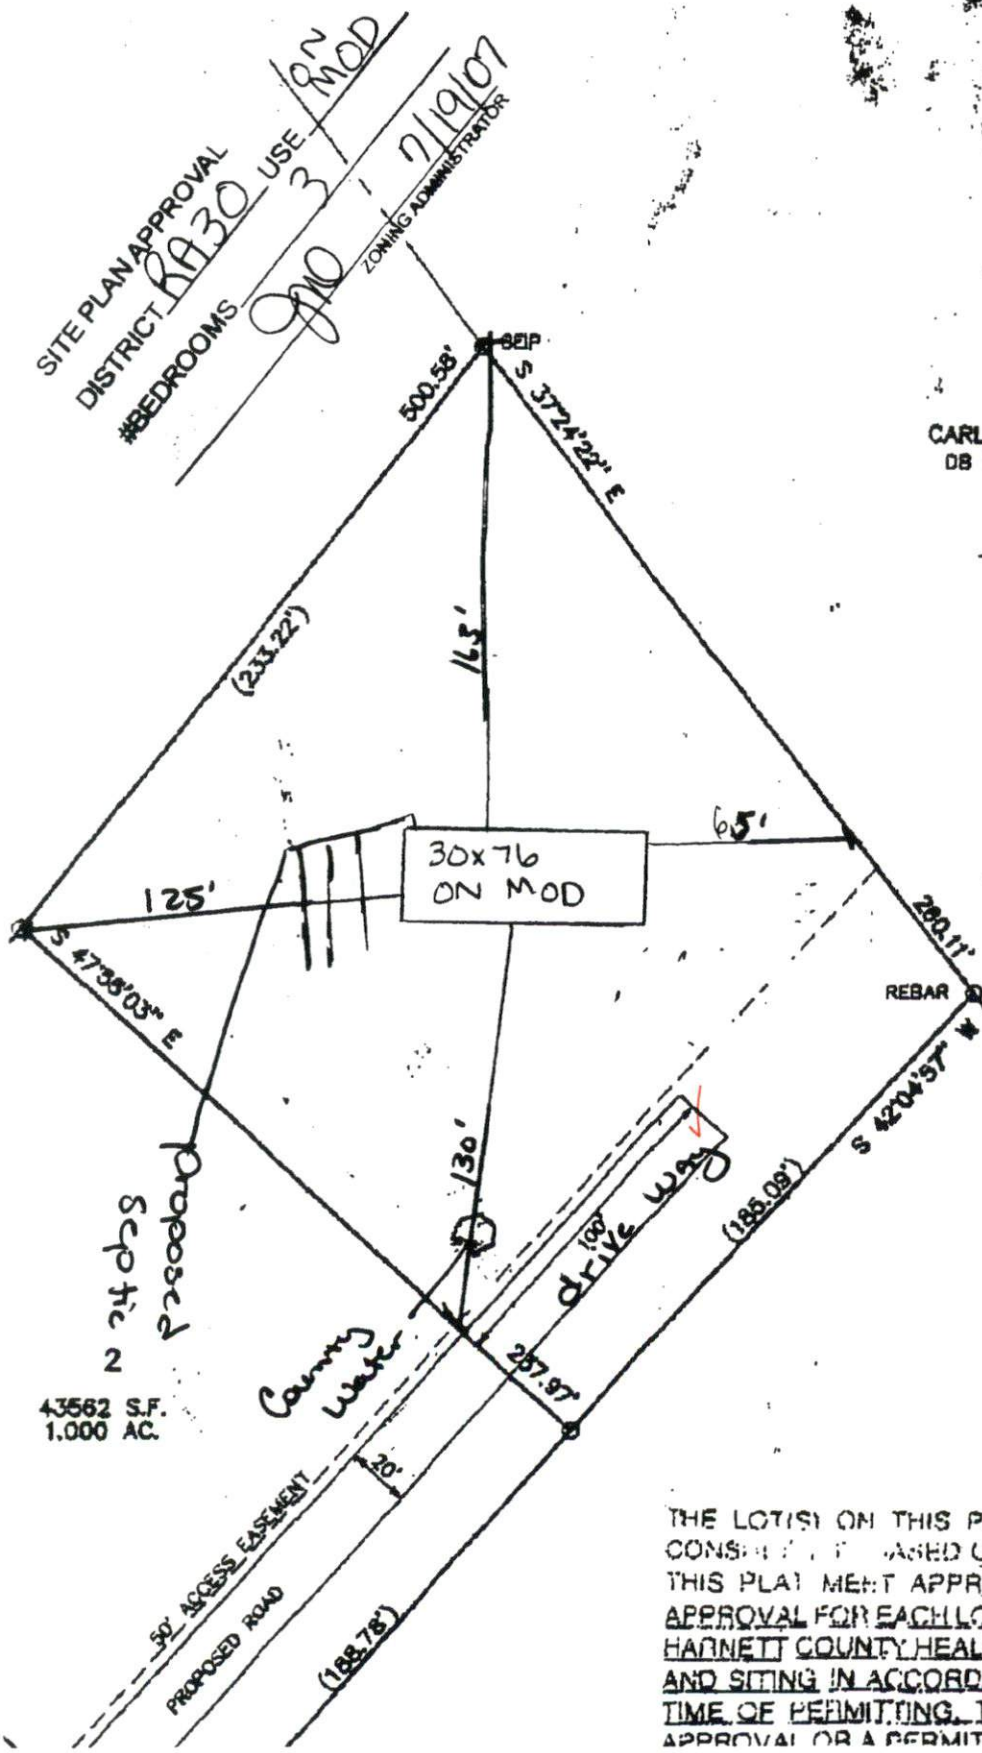 SITE PLAN APPROVAL
DISTRICT RA30 USE ON MOD
#BEDROOMS 3
7/19/07
ZONING ADMINISTRATOR
500.58'
S 37°24'22" E
CARL
DB
(233.22')
165'
65'
30x76
ON MOD
125'
S 47°58'03" E
280.11'
REBAR
S 42°04'57" W
130'
(185.09')
100'
drive way
Proposed
Septic
2
43562 S.F.
1.000 AC.
County
Water
257.97'
20'
50' ACCESS EASEMENT
PROPOSED ROAD
(188.78')
THE LOT(S) ON THIS P
THIS PLAT MEET APPR
APPROVAL FOR EACH LO
HARNETT COUNTY HEAL
AND SITING IN ACCORD
TIME OF PERMITTING. T
APPROVAL OR A PERMIT